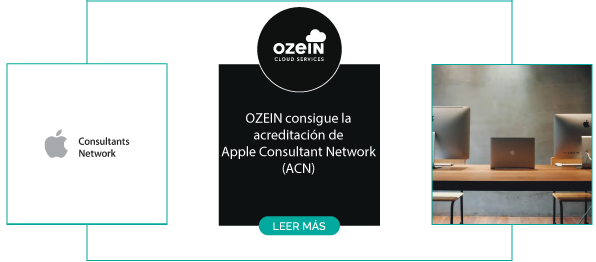 OZEIN
CLOUD SERVICES
Consultants
Network
OZEIN consigue la
acreditación de
Apple Consultant Network
(ACN)
LEER MÁS